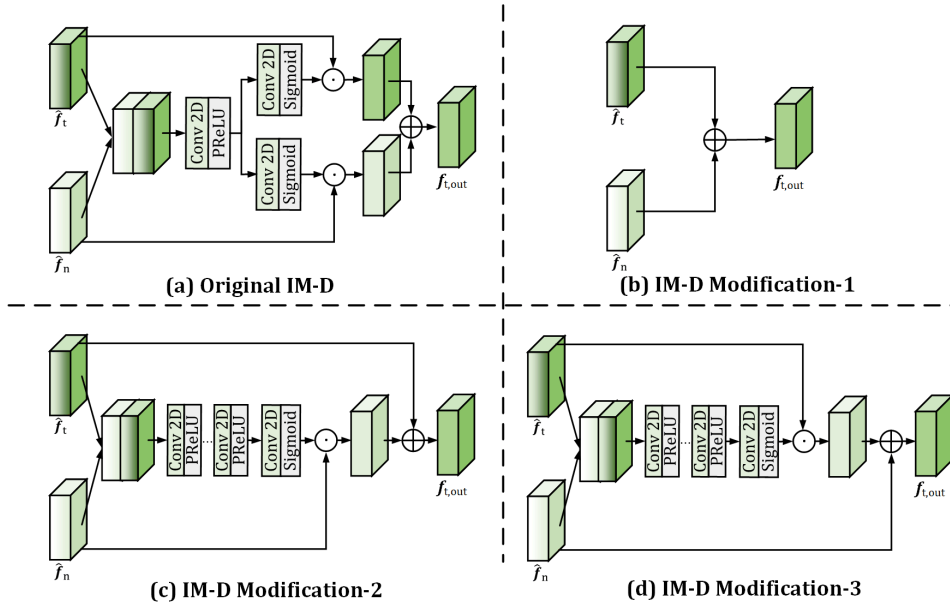 f̂t
f̂n
Conv 2D
PReLU
Conv 2D
Sigmoid
Conv 2D
Sigmoid
ft,out
(a) Original IM-D
f̂t
f̂n
ft,out
(b) IM-D Modification-1
f̂t
f̂n
Conv 2D
PReLU
...
Conv 2D
PReLU
Conv 2D
Sigmoid
ft,out
(c) IM-D Modification-2
f̂t
f̂n
Conv 2D
PReLU
...
Conv 2D
PReLU
Conv 2D
Sigmoid
ft,out
(d) IM-D Modification-3